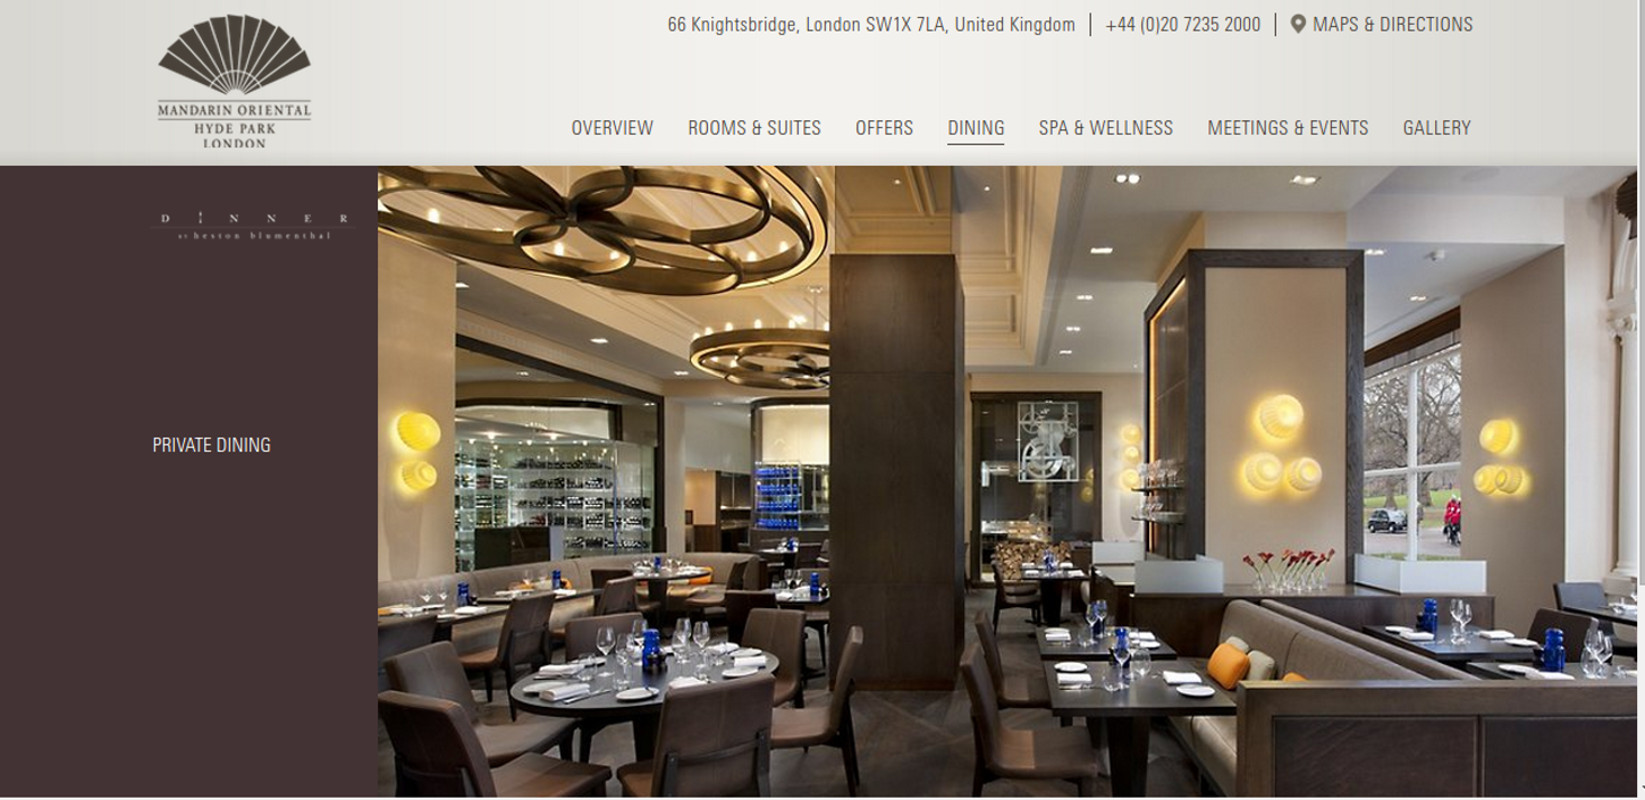 66 Knightsbridge, London SW1X 7LA, United Kingdom | +44 (0)20 7235 2000 | MAPS & DIRECTIONS
MANDARIN ORIENTAL
HYDE PARK
LONDON
OVERVIEW ROOMS & SUITES OFFERS DINING SPA & WELLNESS MEETINGS & EVENTS GALLERY
DINNER
by heston blumenthal
PRIVATE DINING